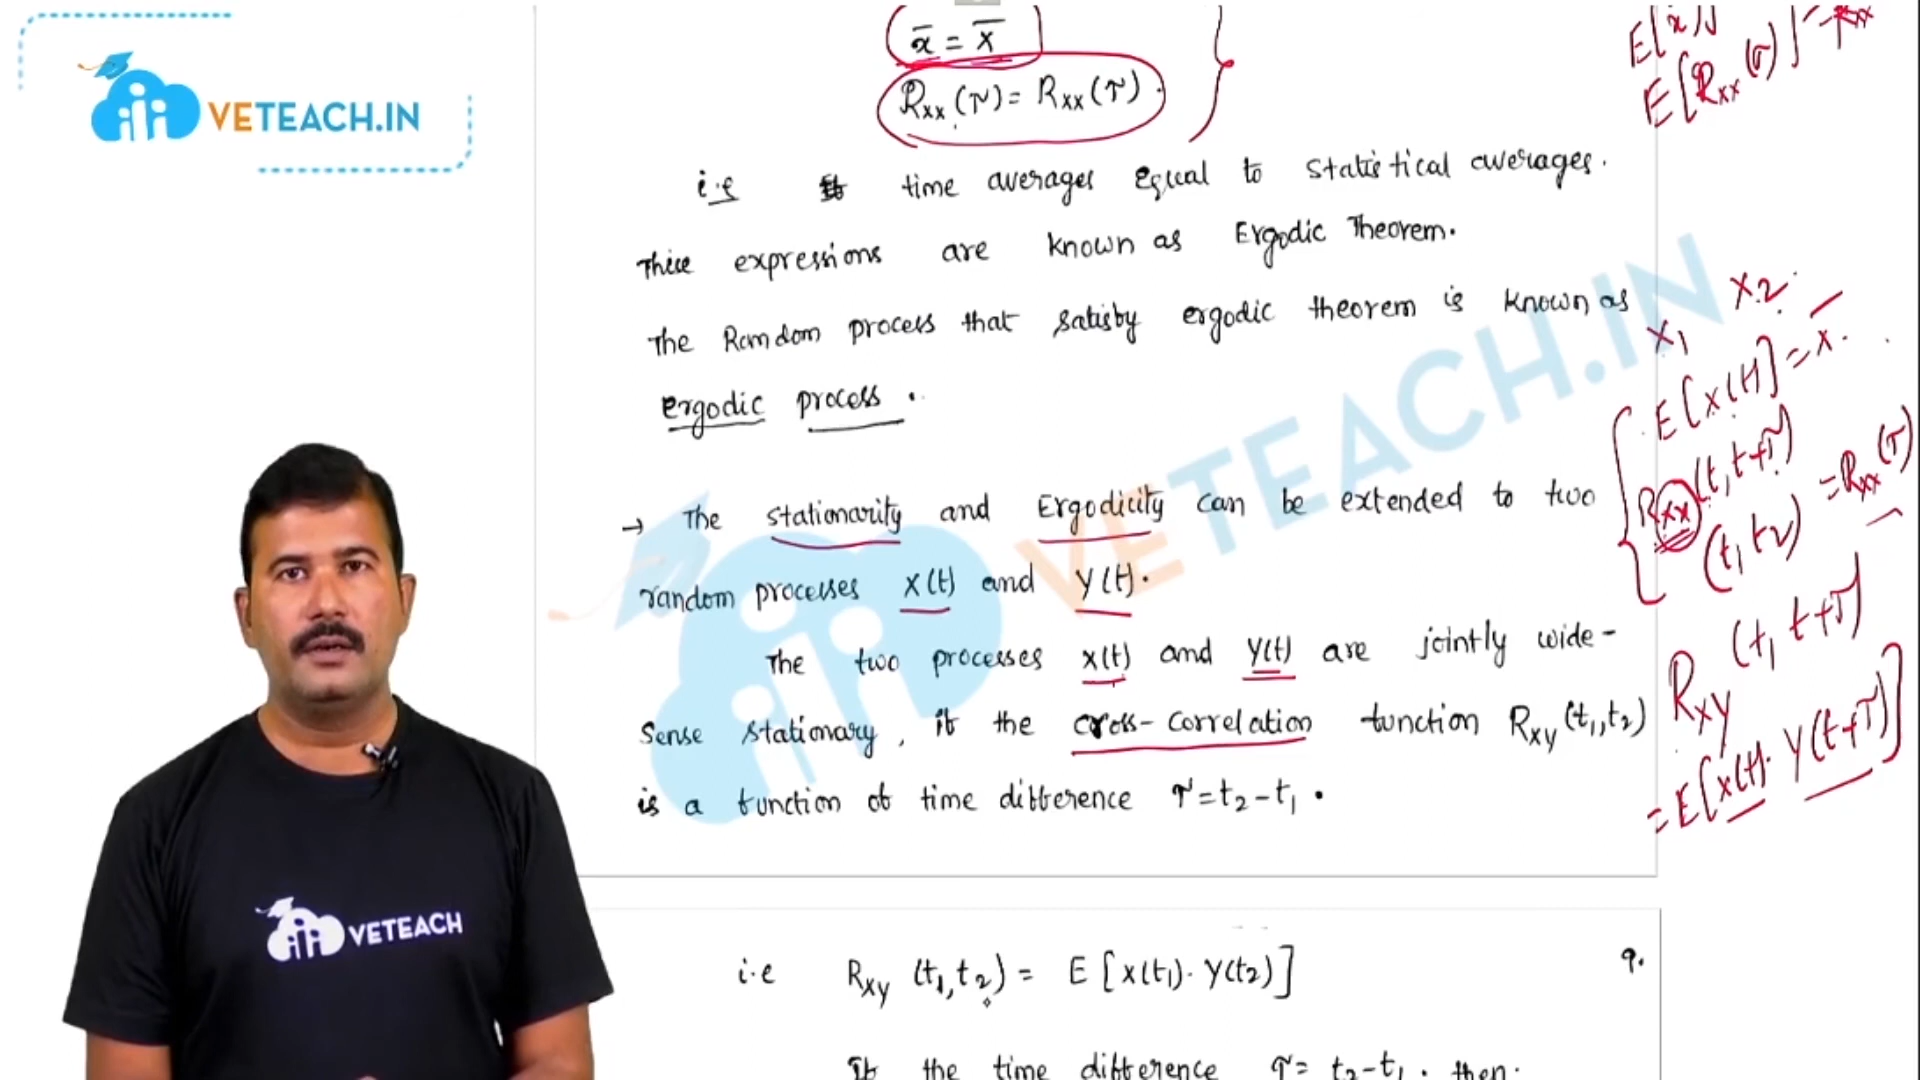 VETEACH.IN
x̄ = X̄
Rxx (τ) = Rxx (τ).
i.e time averages equal to statistical averages.
These expressions are known as Ergodic Theorem.
The Random process that satisfy ergodic theorem is known as
ergodic process.
→ The stationarity and Ergodicity can be extended to two
random processes X(t) and Y(t).
The two processes X(t) and Y(t) are jointly wide-
Sense stationary, if the cross-correlation function Rxy (t1,t2)
is a function of time difference τ=t2-t1.
i.e Rxy (t1,t2) = E [X(t1). Y(t2)]
9.
If the time difference τ= t2-t1. then.
E[Rxx (τ)] = Rxx
X1 X2
E[X(t)] = X̄.
Rxx (t,t+τ) = Rxx(τ)
(t1 t2)
Rxy (t, t+τ)
= E[X(t). Y(t+τ)]
VETEACH
VETEACH.IN